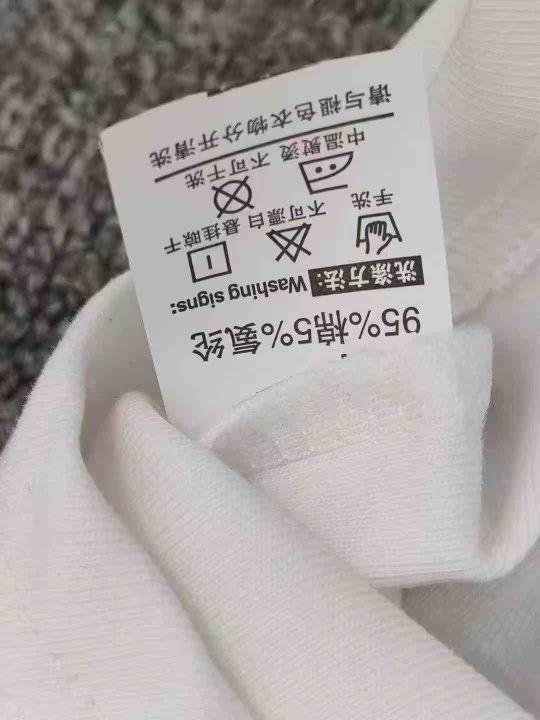 95%棉5%氨纶
洗涤方法: Washing signs:
手洗 不可漂白 悬挂晾干
中温熨烫 不可干洗
请与褪色衣物分开清洗